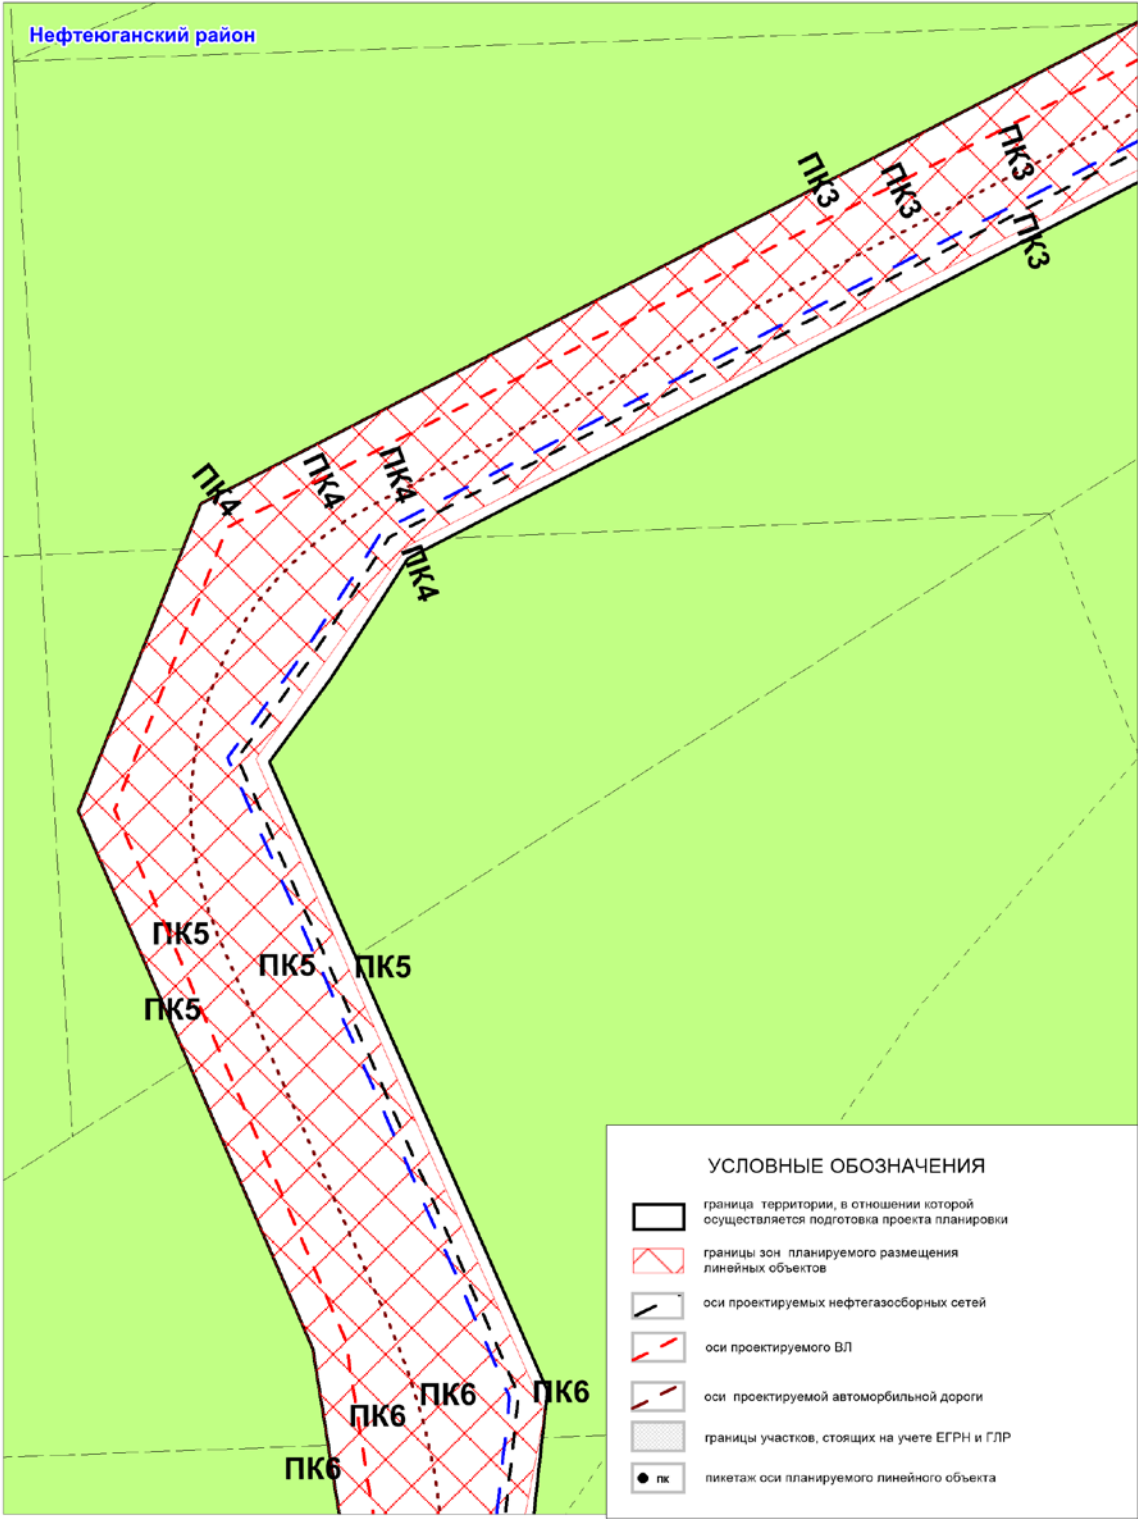 Нефтеюганский район
ПК3
ПК3
ПК3
ПК3
ПК4
ПК4
ПК4
ПК4
ПК5
ПК5
ПК5
ПК5
ПК6
ПК6
ПК6
ПК6
УСЛОВНЫЕ ОБОЗНАЧЕНИЯ
граница территории, в отношении которой
осуществляется подготовка проекта планировки
границы зон планируемого размещения
линейных объектов
оси проектируемых нефтегазосборных сетей
оси проектируемого ВЛ
оси проектируемой автоморбильной дороги
границы участков, стоящих на учете ЕГРН и ГЛР
пк пикетаж оси планируемого линейного объекта